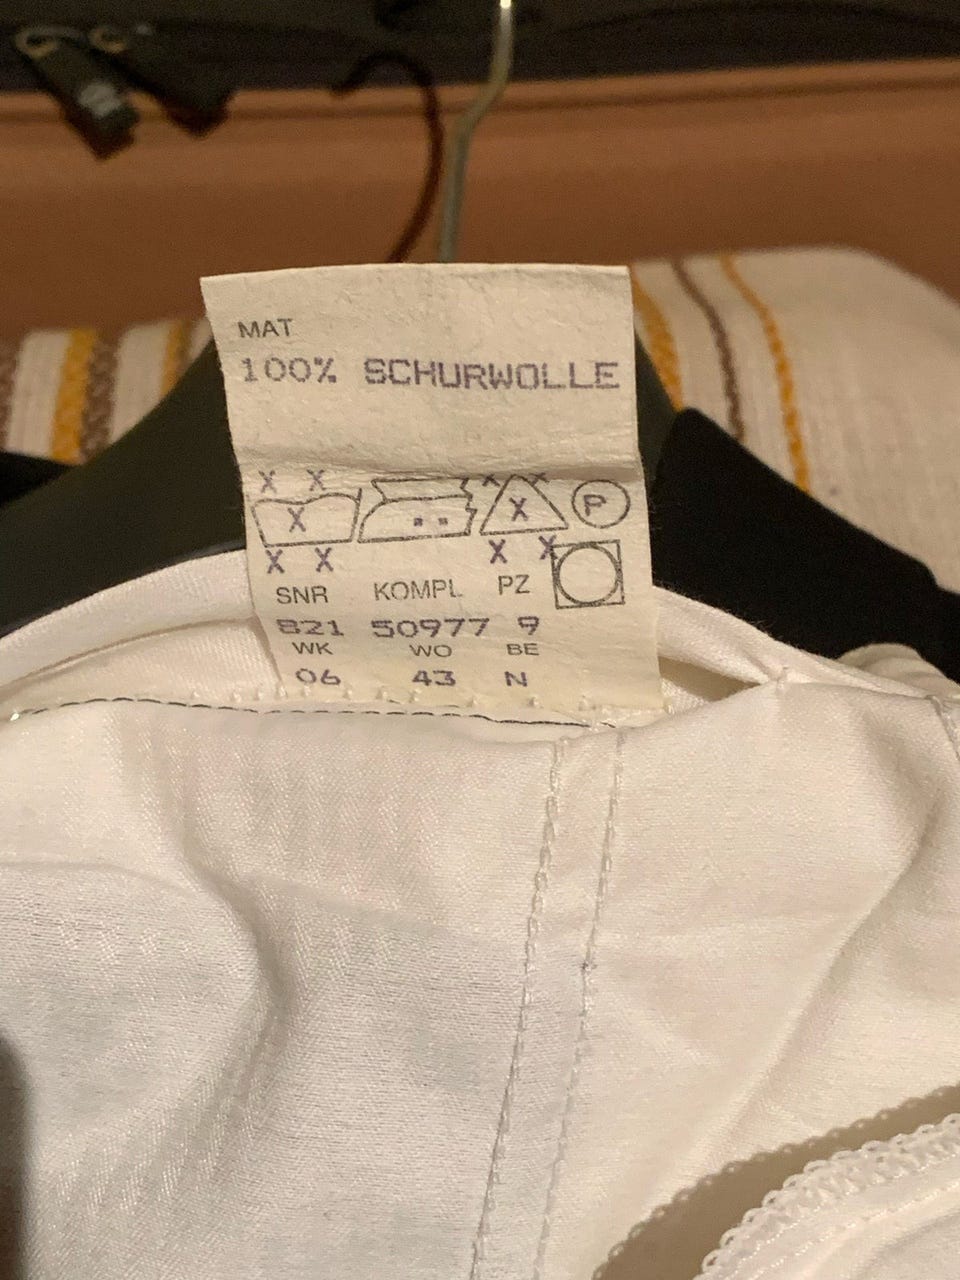 MAT
100% SCHURWOLLE
X X
X X P
X X X X
SNR KOMPL PZ
821 50977 9
WK WO BE
06 43 N